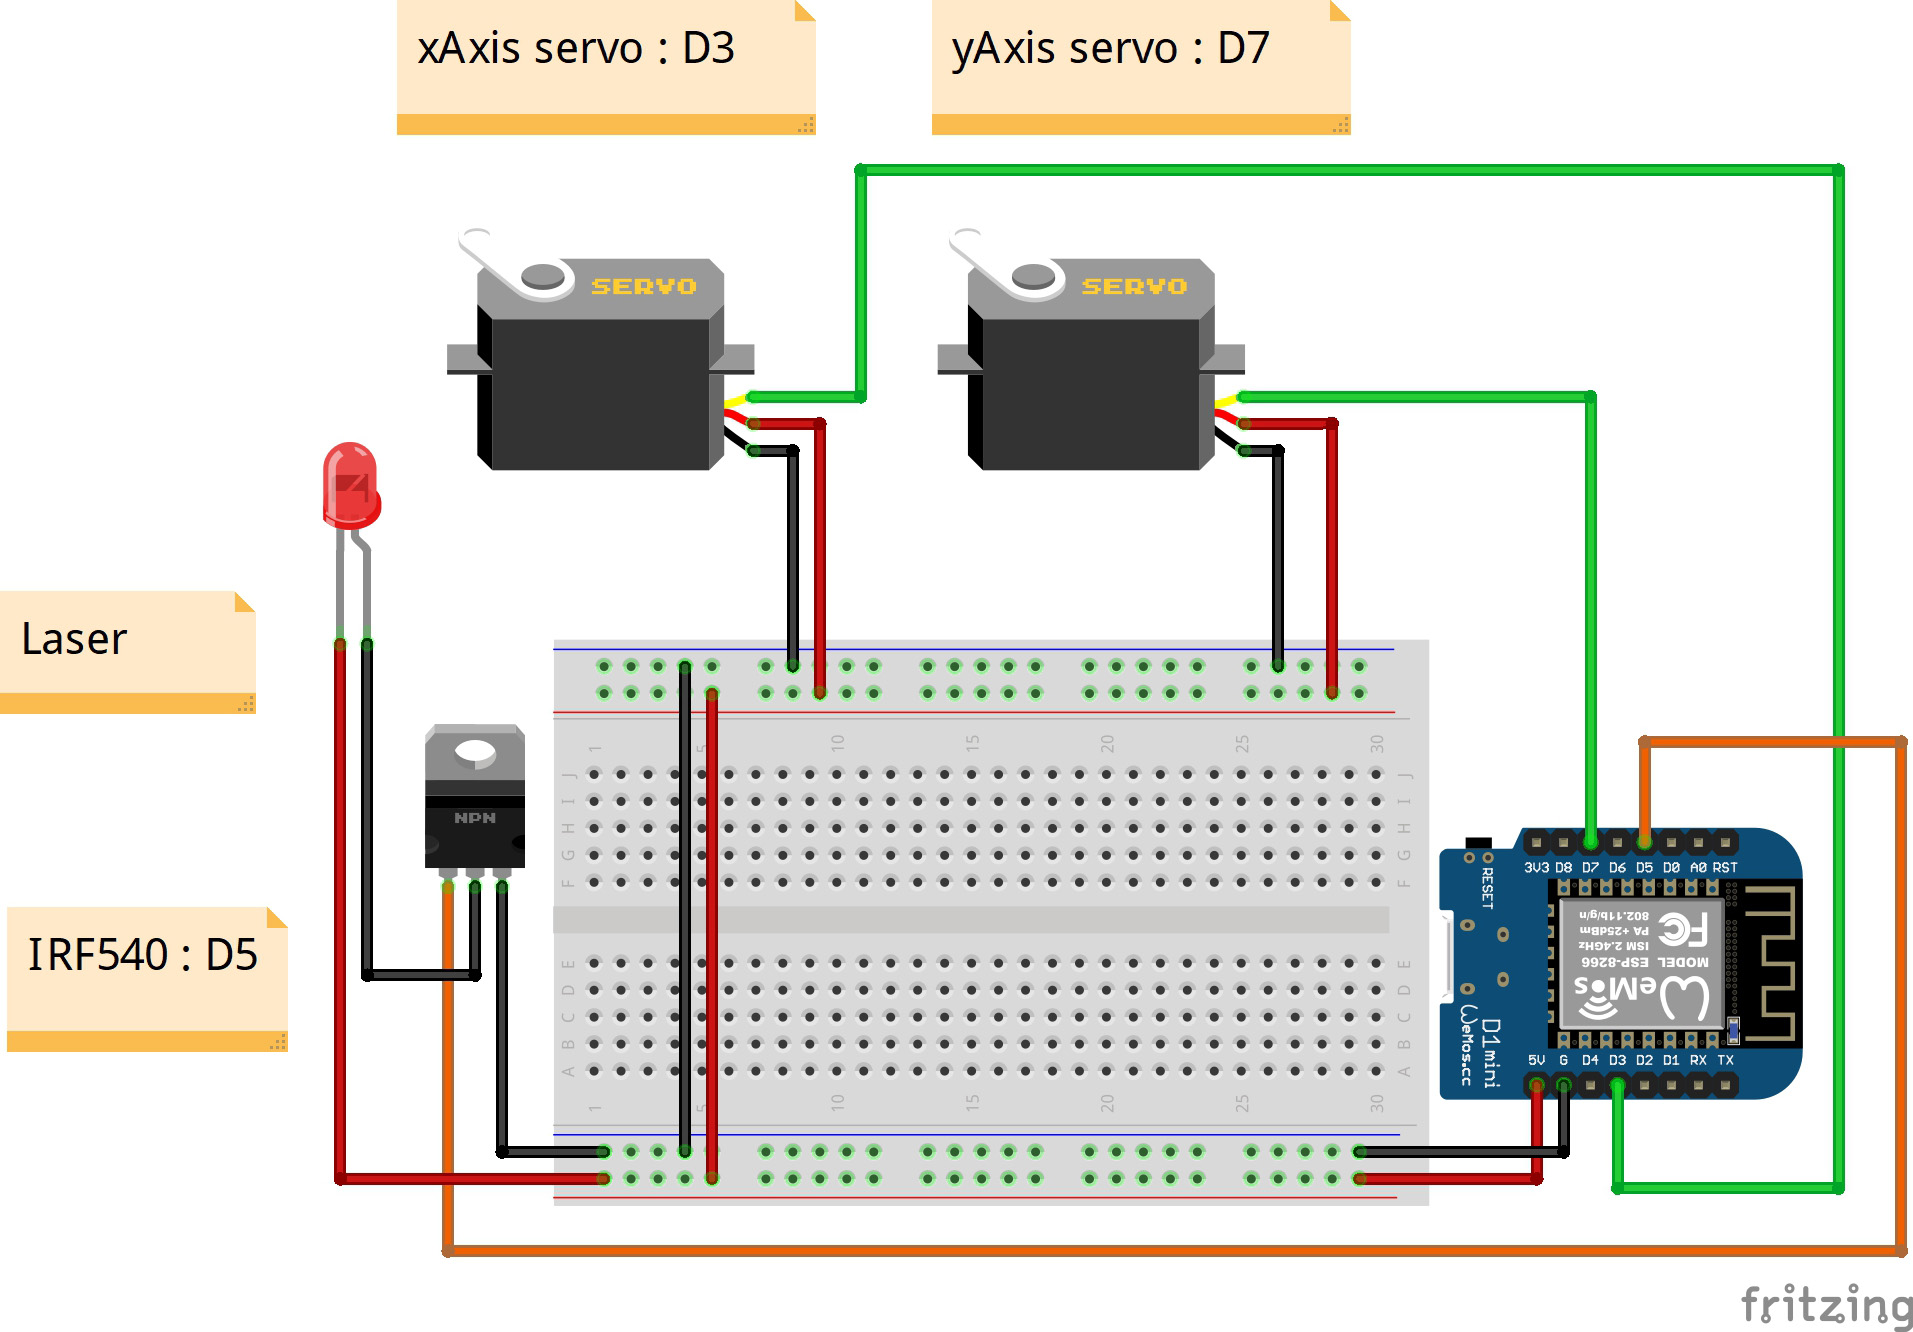 xAxis servo : D3
yAxis servo : D7
SERVO
SERVO
Laser
NPN
IRF540 : D5
1 5 10 15 20 25 30
J J
I I
H H
G G
F F
E E
D D
C C
B B
A A
1 5 10 15 20 25 30
3V3 D8 D7 D6 D5 D0 A0 RST
RESET
FC
802.11b/g/n
PA +25dBm
ISM 2.4GHz
MODEL ESP-8266
WeMos
D1mini
WeMos.cc
5V G D4 D3 D2 D1 RX TX
fritzing